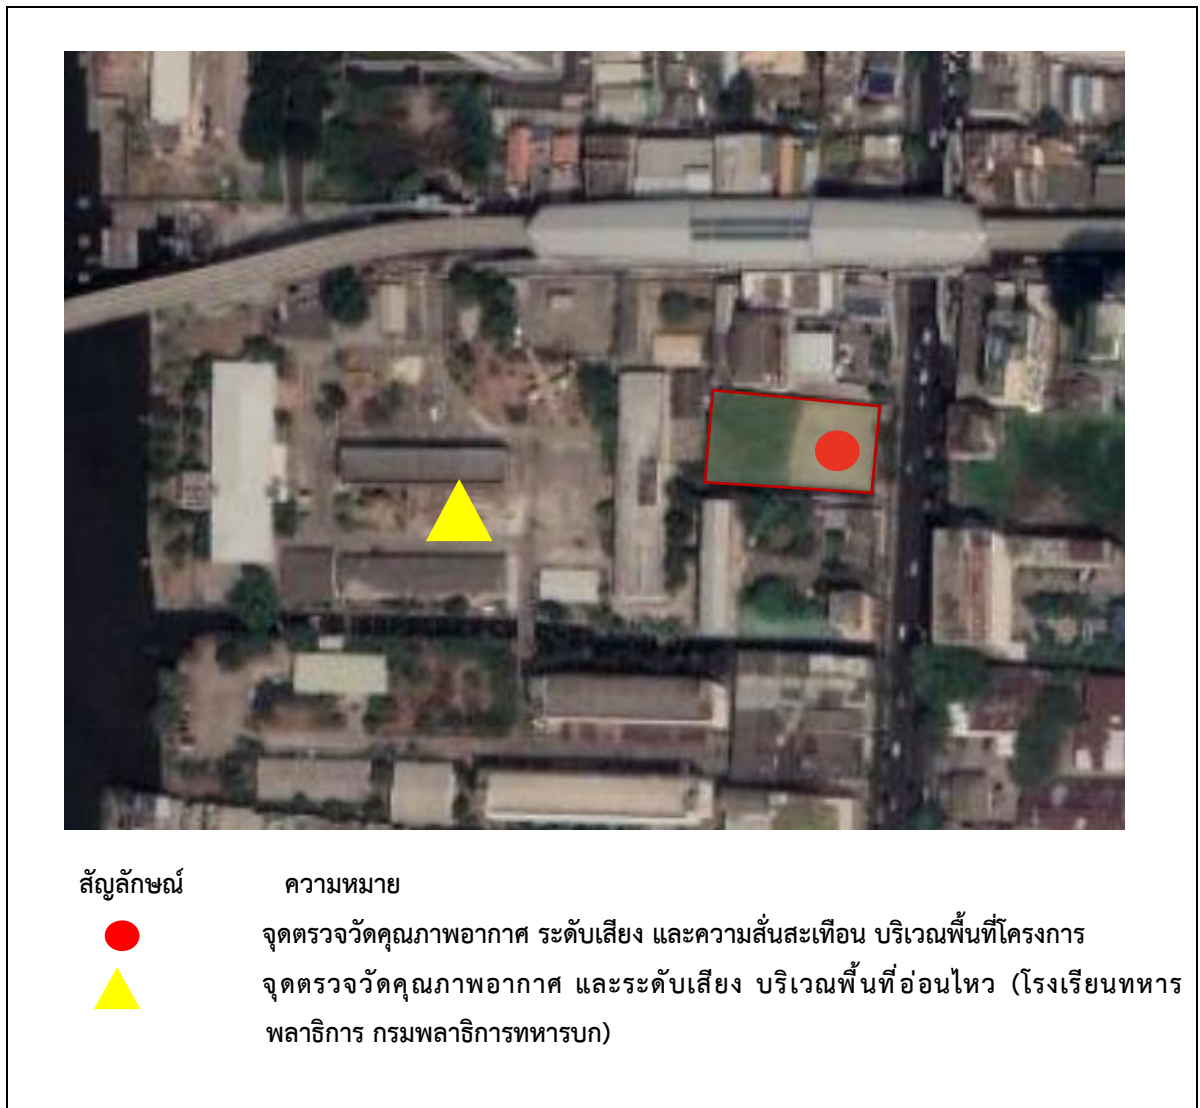 สัญลักษณ์ ความหมาย
จุดตรวจวัดคุณภาพอากาศ ระดับเสียง และความสั่นสะเทือน บริเวณพื้นที่โครงการ
จุดตรวจวัดคุณภาพอากาศ และระดับเสียง บริเวณพื้นที่อ่อนไหว (โรงเรียนทหาร
พลาธิการ กรมพลาธิการทหารบก)